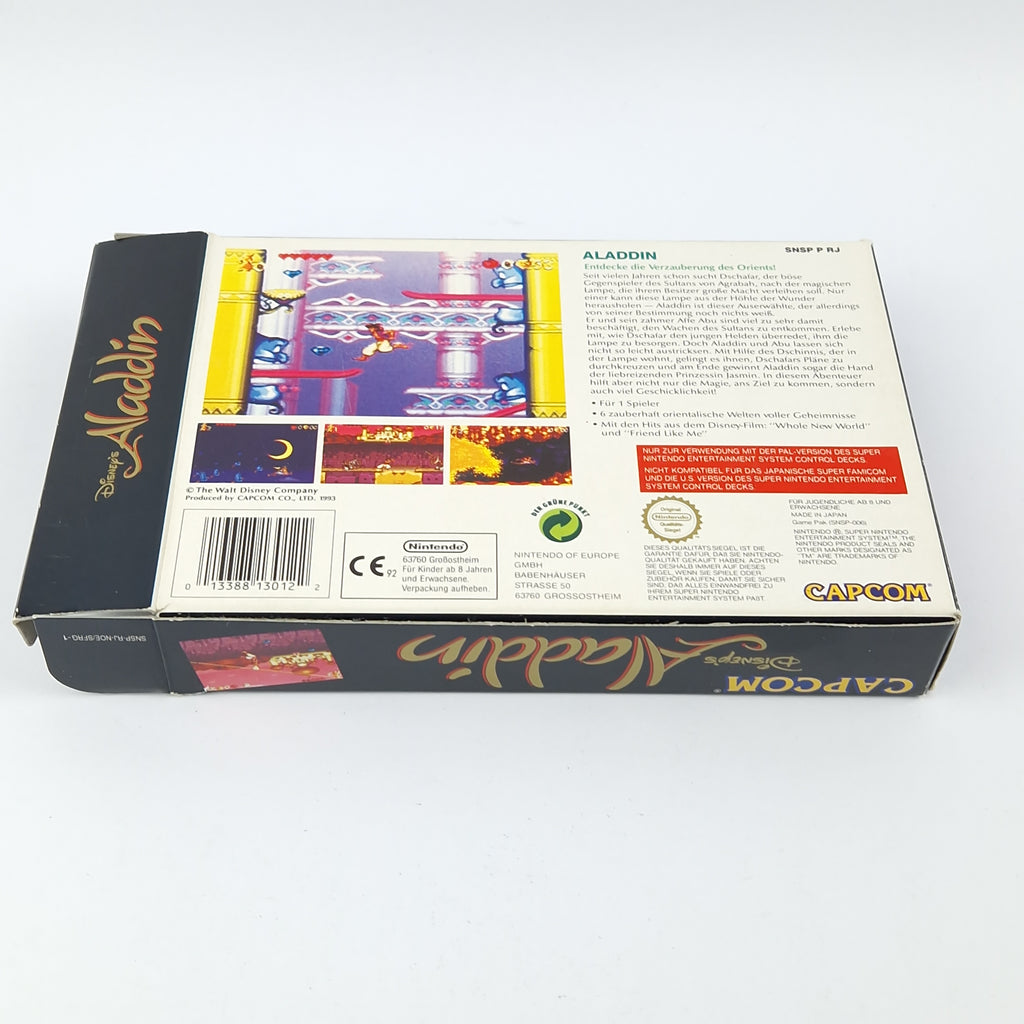 Disney's Aladdin
SNSP P RJ
ALADDIN
Entdecke die Verzauberung des Orients!
Seit vielen Jahren schon sucht Dschafar, der böse
Gegenspieler des Sultans von Agrabah, nach der magischen
Lampe, die ihrem Besitzer große Macht verleihen soll. Nur
einer kann diese Lampe aus der Höhle der Wunder
herausholen — Aladdin ist dieser Auserwählte, der allerdings
von seiner Bestimmung noch nichts weiß.
Er und sein zahmer Affe Abu sind viel zu sehr damit
beschäftigt, den Wachen des Sultans zu entkommen. Erlebe
mit, wie Dschafar den jungen Helden überredet, ihm die
Lampe zu besorgen. Doch Aladdin und Abu lassen sich
nicht so leicht austricksen. Mit Hilfe des Dschinnis, der in
der Lampe wohnt, gelingt es ihnen, Dschafars Pläne zu
durchkreuzen und am Ende gewinnt Aladdin sogar die Hand
der liebreizenden Prinzessin Jasmin. In diesem Abenteuer
hilft aber nicht nur die Magie, ans Ziel zu kommen, sondern
auch viel Geschicklichkeit!
• Für 1 Spieler
• 6 zauberhaft orientalische Welten voller Geheimnisse
• Mit den Hits aus dem Disney-Film: "Whole New World"
und "Friend Like Me"
NUR ZUR VERWENDUNG MIT DER PAL-VERSION DES SUPER
NINTENDO ENTERTAINMENT SYSTEM CONTROL DECKS.
NICHT KOMPATIBEL FÜR DAS JAPANISCHE SUPER FAMICOM
UND DIE U.S. VERSION DES SUPER NINTENDO ENTERTAINMENT
SYSTEM CONTROL DECKS.
© The Walt Disney Company
Produced by CAPCOM CO., LTD. 1993
0 13388 13012 2
CE 92
Nintendo
63760 Großostheim
Für Kinder ab 8 Jahren
und Erwachsene.
Verpackung aufheben.
DER GRÜNE PUNKT
NINTENDO OF EUROPE
GMBH
BABENHÄUSER
STRASSE 50
63760 GROSSOSTHEIM
Original
Nintendo
Qualitäts-
Siegel
DIESES QUALITÄTSSIEGEL IST DIE
GARANTIE DAFÜR, DAß SIE NINTENDO-
QUALITÄT GEKAUFT HABEN. ACHTEN
SIE DESHALB IMMER AUF DIESES
SIEGEL, WENN SIE SPIELE ODER
ZUBEHÖR KAUFEN, DAMIT SIE SICHER
SIND, DAß ALLES EINWANDFREI ZU
IHREM SUPER NINTENDO
ENTERTAINMENT SYSTEM PAßT.
FÜR JUGENDLICHE AB 8 UND
ERWACHSENE
MADE IN JAPAN
Game Pak (SNSP-006)
NINTENDO ®, SUPER NINTENDO
ENTERTAINMENT SYSTEM™, THE
NINTENDO PRODUCT SEALS AND
OTHER MARKS DESIGNATED AS
"TM" ARE TRADEMARKS OF
NINTENDO.
CAPCOM®
SNSP-RJ-NOE/SFRG-1
Disney's Aladdin
CAPCOM®